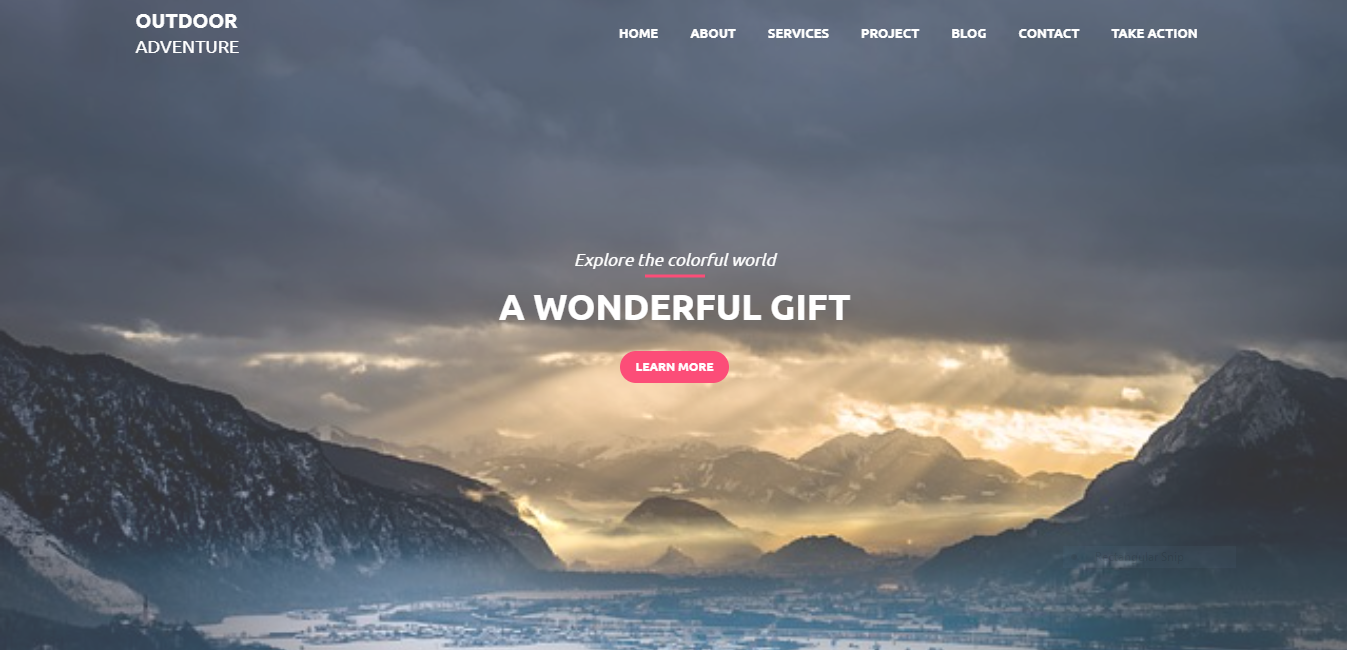 OUTDOOR
ADVENTURE
HOME ABOUT SERVICES PROJECT BLOG CONTACT TAKE ACTION
Explore the colorful world
A WONDERFUL GIFT
LEARN MORE